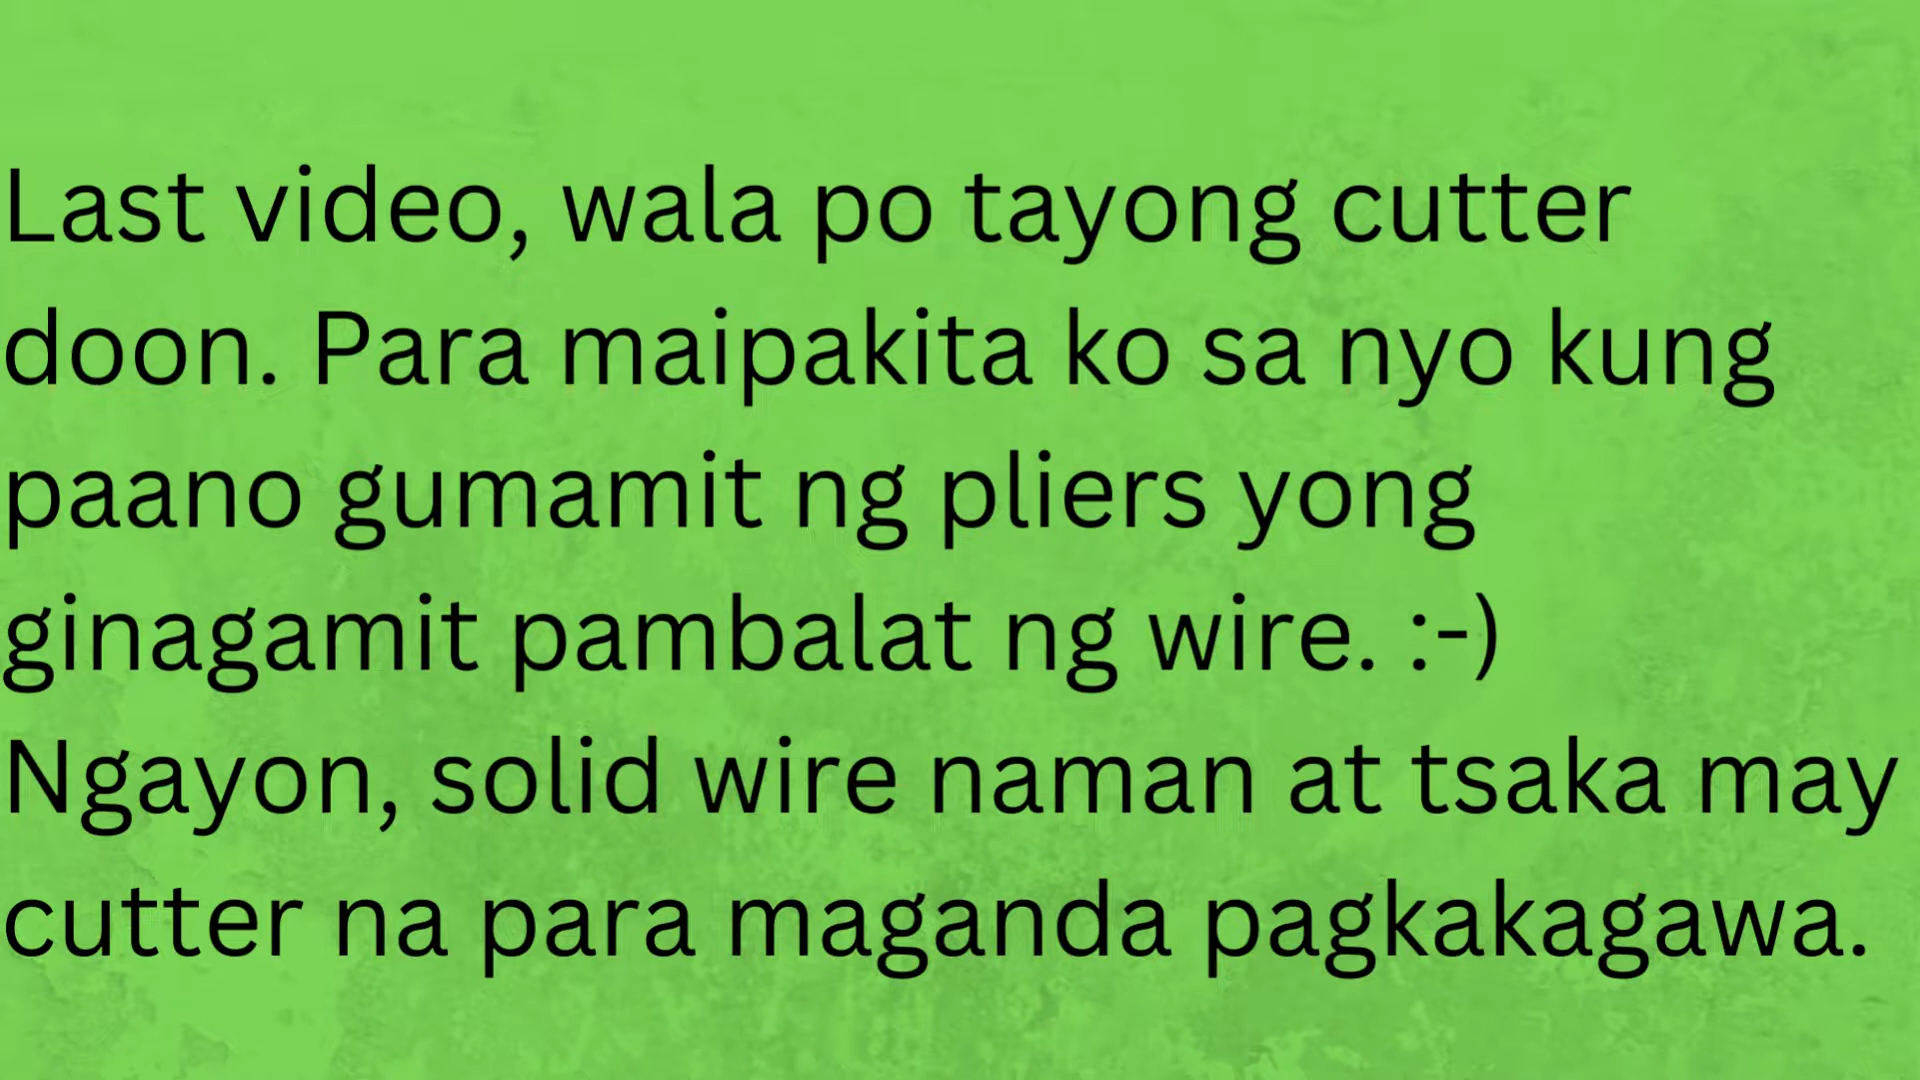 Last video, wala po tayong cutter
doon. Para maipakita ko sa nyo kung
paano gumamit ng pliers yong
ginagamit pambalat ng wire. :-)
Ngayon, solid wire naman at tsaka may
cutter na para maganda pagkakagawa.